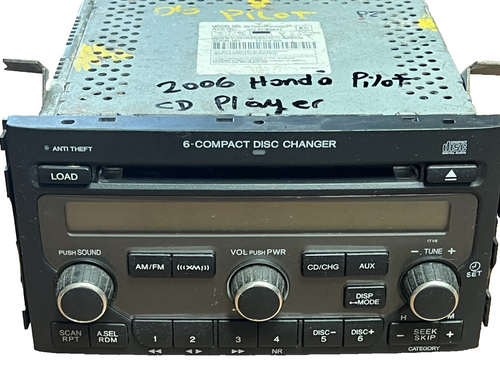 06 PiLOT
2006 Honda PiLOT
CD PlAyer
6-COMPACT DISC CHANGER
ANTI THEFT
LOAD
1TV6
PUSH SOUND
VOL PUSH PWR
− TUNE +
AM/FM
((XM))
CD/CHG
AUX
SET
DISP
MODE
H
M
SCAN
RPT
A.SEL
RDM
1
2
3
4
DISC−
5
DISC+
6
− SEEK +
SKIP
NR
CATEGORY